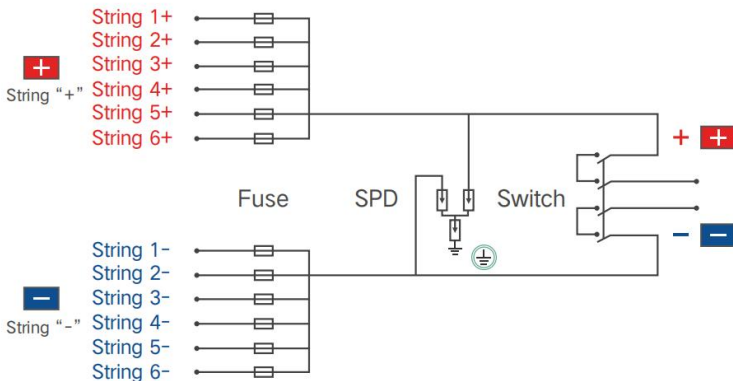 String 1+
String 2+
String 3+
String 4+
String 5+
String 6+
+
String "+"
+ +
Fuse
SPD
Switch
String 1-
String 2-
String 3-
String 4-
String 5-
String 6-
−
String "-"
− −